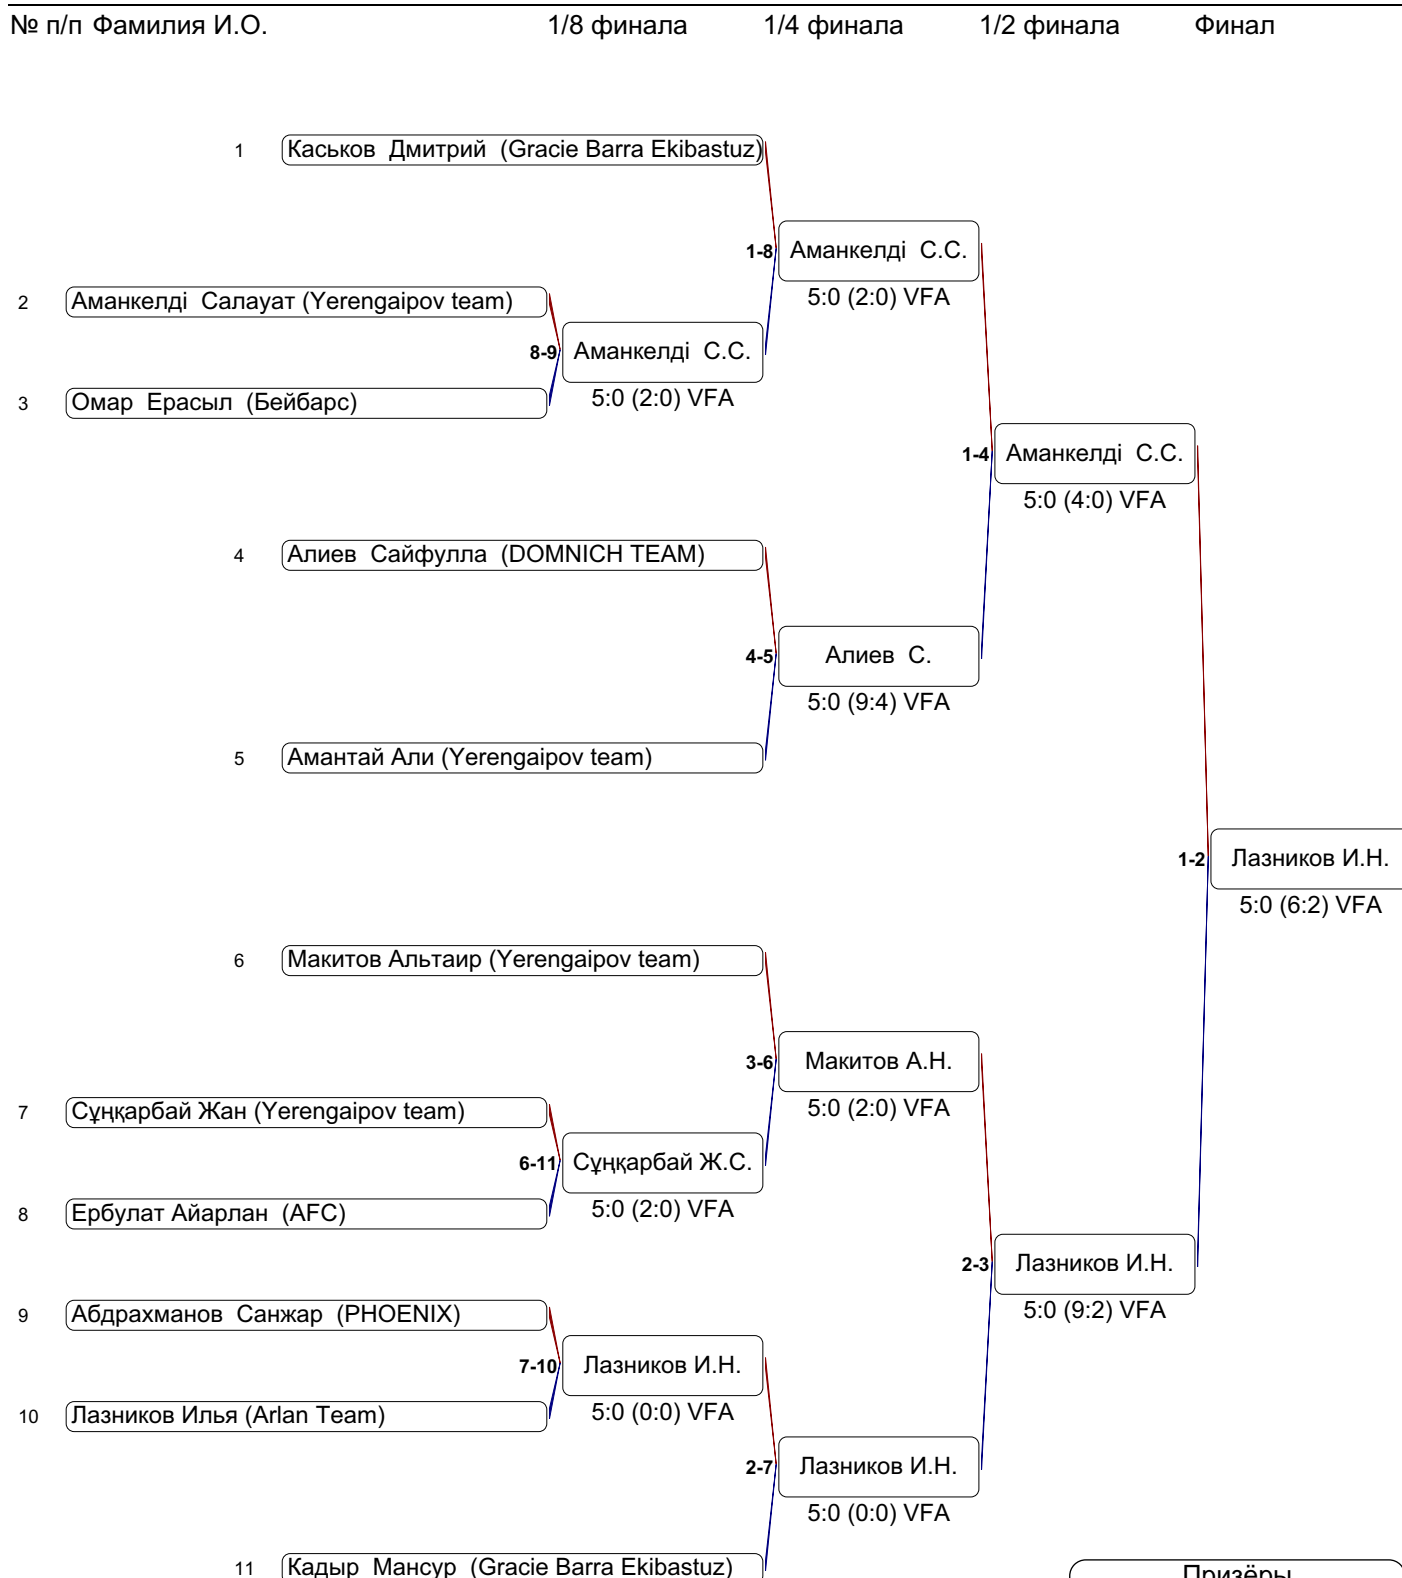 № п/п Фамилия И.О. 1/8 финала 1/4 финала 1/2 финала Финал
1 Каськов Дмитрий (Gracie Barra Ekibastuz)
1-8 Аманкелді С.С.
5:0 (2:0) VFA
2 Аманкелді Салауат (Yerengaipov team)
8-9 Аманкелді С.С.
5:0 (2:0) VFA
3 Омар Ерасыл (Бейбарс)
1-4 Аманкелді С.С.
5:0 (4:0) VFA
4 Алиев Сайфулла (DOMNICH TEAM)
4-5 Алиев С.
5:0 (9:4) VFA
5 Амантай Али (Yerengaipov team)
1-2 Лазников И.Н.
5:0 (6:2) VFA
6 Макитов Альтаир (Yerengaipov team)
3-6 Макитов А.Н.
5:0 (2:0) VFA
7 Сұңқарбай Жан (Yerengaipov team)
6-11 Сұңқарбай Ж.С.
5:0 (2:0) VFA
8 Ербулат Айарлан (AFC)
2-3 Лазников И.Н.
5:0 (9:2) VFA
9 Абдрахманов Санжар (PHOENIX)
7-10 Лазников И.Н.
5:0 (0:0) VFA
10 Лазников Илья (Arlan Team)
2-7 Лазников И.Н.
5:0 (0:0) VFA
11 Кадыр Мансур (Gracie Barra Ekibastuz)
Призёры